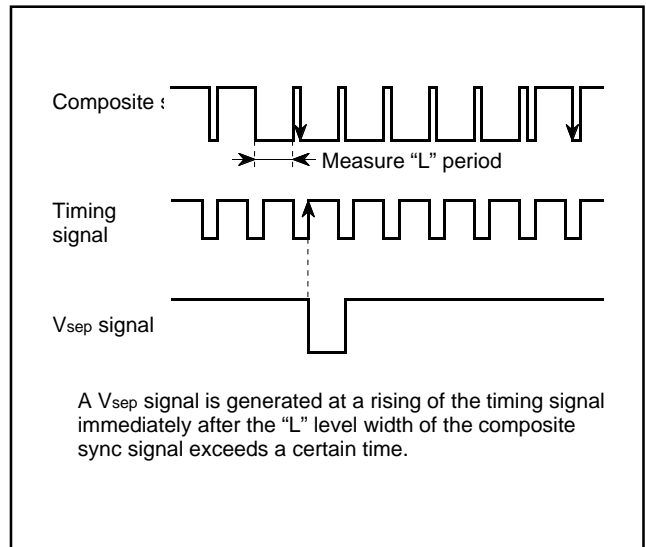 Composite
Measure “L” period
Timing
signal
Vsep signal
A Vsep signal is generated at a rising of the timing signal
immediately after the “L” level width of the composite
sync signal exceeds a certain time.